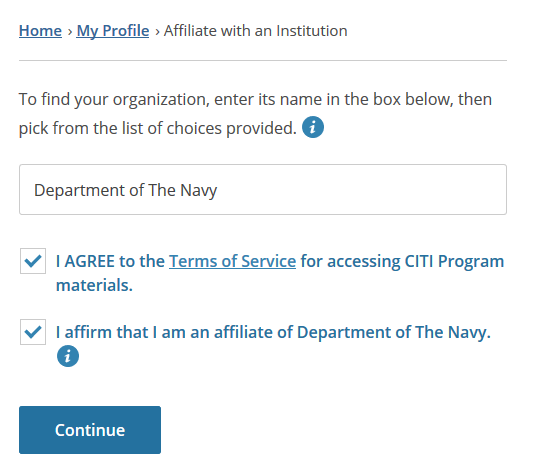 Home › My Profile › Affiliate with an Institution
To find your organization, enter its name in the box below, then
pick from the list of choices provided. i
Department of The Navy
I AGREE to the Terms of Service for accessing CITI Program
materials.
I affirm that I am an affiliate of Department of The Navy.
i
Continue